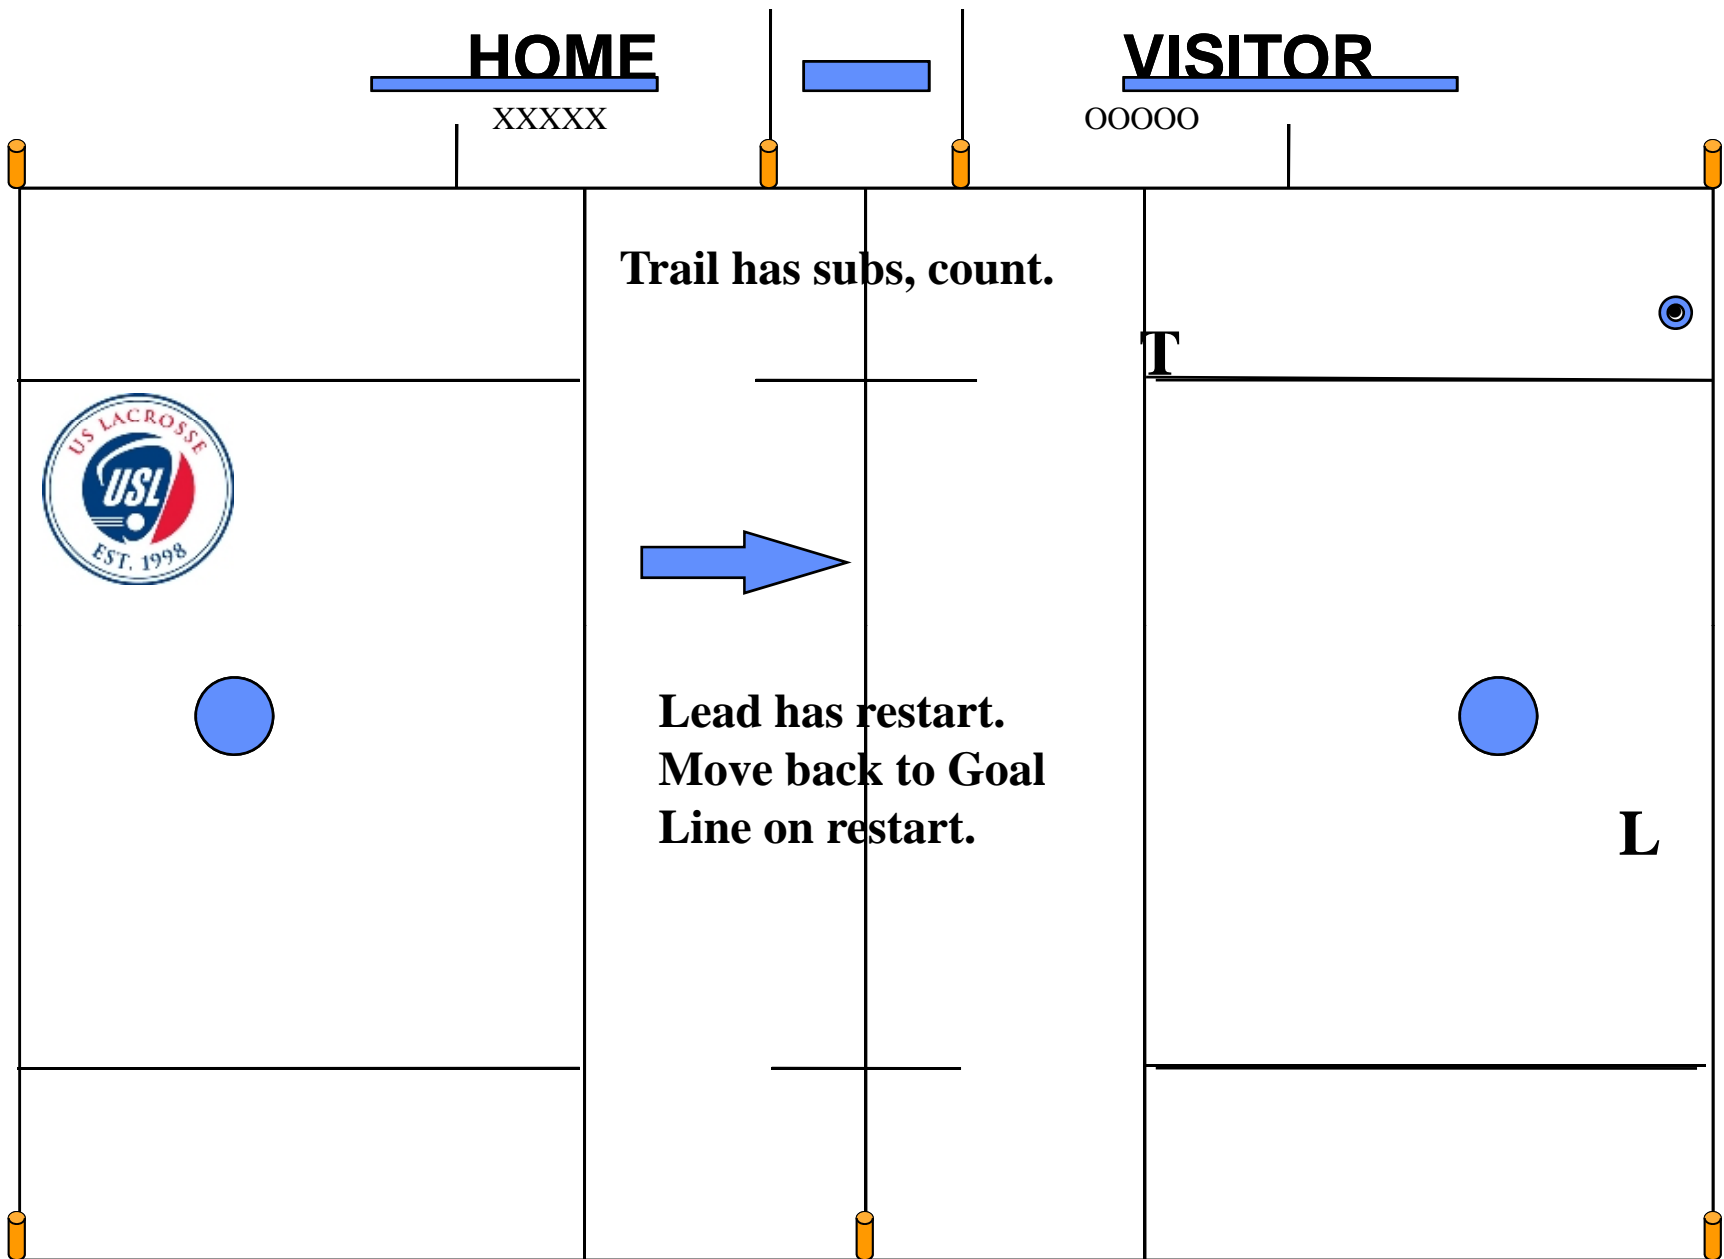 HOME
VISITOR
XXXXX
OOOOO
Trail has subs, count.
T
US LACROSSE
USL
EST. 1998
Lead has restart.
Move back to Goal
Line on restart.
L